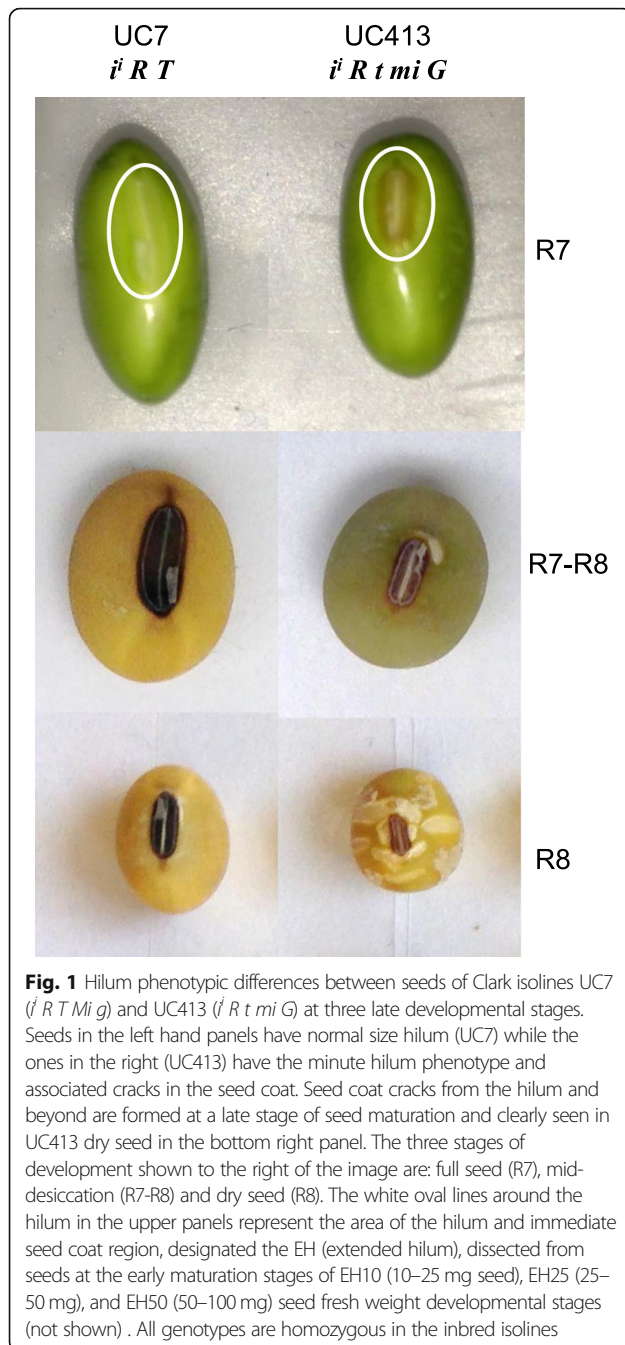 UC7 UC413
iⁱ R T iⁱ R t mi G
R7
R7-R8
R8
Fig. 1 Hilum phenotypic differences between seeds of Clark isolines UC7
(iⁱ R T Mi g) and UC413 (iⁱ R t mi G) at three late developmental stages.
Seeds in the left hand panels have normal size hilum (UC7) while the
ones in the right (UC413) have the minute hilum phenotype and
associated cracks in the seed coat. Seed coat cracks from the hilum and
beyond are formed at a late stage of seed maturation and clearly seen in
UC413 dry seed in the bottom right panel. The three stages of
development shown to the right of the image are: full seed (R7), mid-
desiccation (R7-R8) and dry seed (R8). The white oval lines around the
hilum in the upper panels represent the area of the hilum and immediate
seed coat region, designated the EH (extended hilum), dissected from
seeds at the early maturation stages of EH10 (10–25 mg seed), EH25 (25–
50 mg), and EH50 (50–100 mg) seed fresh weight developmental stages
(not shown) . All genotypes are homozygous in the inbred isolines